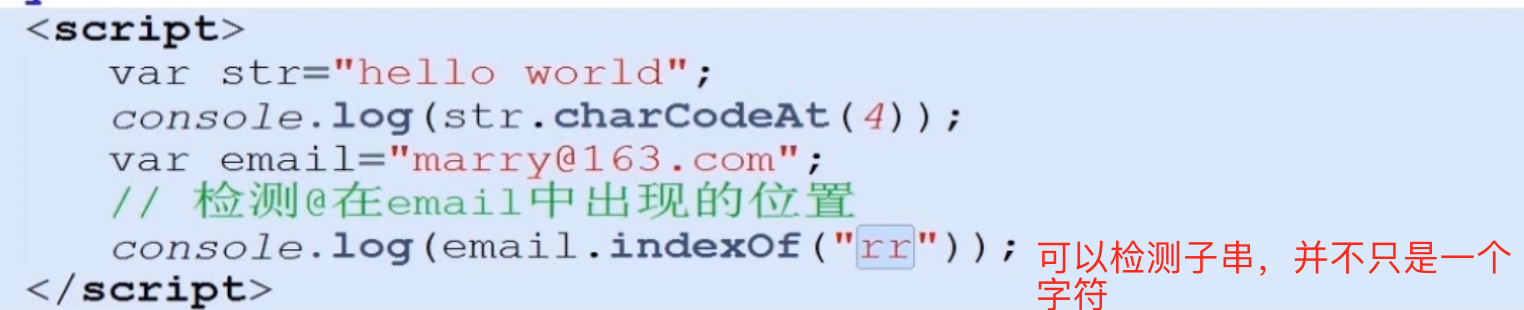 <script>
var str="hello world";
console.log(str.charCodeAt(4));
var email="marry@163.com";
// 检测@在email中出现的位置
console.log(email.indexOf("rr"));
可以检测子串，并不只是一个
字符
</script>